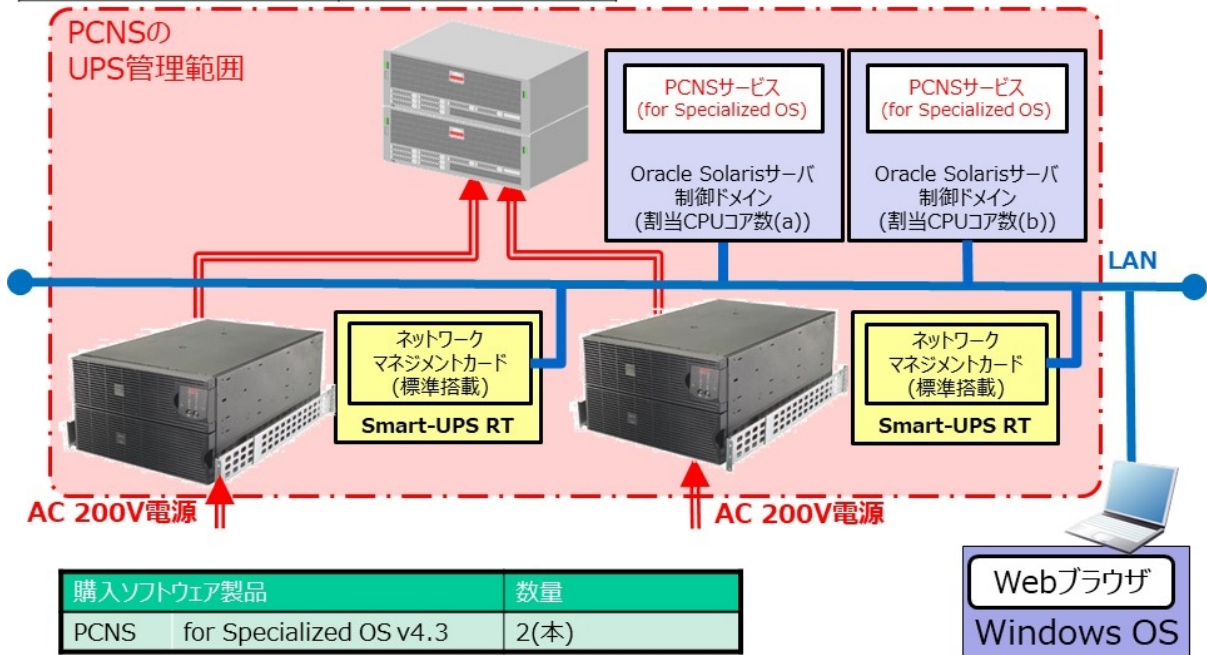 PCNSの
UPS管理範囲
PCNSサービス
(for Specialized OS)
Oracle Solarisサーバ
制御ドメイン
(割当CPUコア数(a))
PCNSサービス
(for Specialized OS)
Oracle Solarisサーバ
制御ドメイン
(割当CPUコア数(b))
LAN
ネットワーク
マネジメントカード
(標準搭載)
Smart-UPS RT
ネットワーク
マネジメントカード
(標準搭載)
Smart-UPS RT
AC 200V電源
AC 200V電源
購入ソフトウェア製品 数量
PCNS for Specialized OS v4.3 2(本)
Webブラウザ
Windows OS